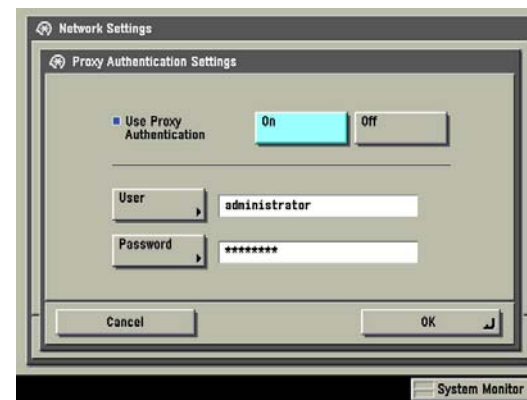 Network Settings
Proxy Authentication Settings
Use Proxy
Authentication
On
Off
User
administrator
Password
********
Cancel
OK
System Monitor